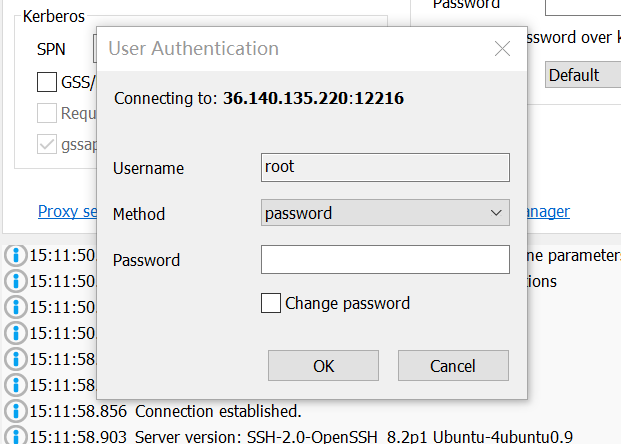 Kerberos
Password
SPN
assword over k
GSS/
Default
Requ
gssap
Proxy se
anager
User Authentication
Connecting to: 36.140.135.220:12216
Username
root
Method
password
Password
Change password
OK
Cancel
15:11:50 ne parameters
15:11:50 tions
15:11:50
15:11:50
15:11:58
15:11:58
15:11:58.856 Connection established.
15:11:58.903 Server version: SSH-2.0-OpenSSH_8.2p1 Ubuntu-4ubuntu0.9